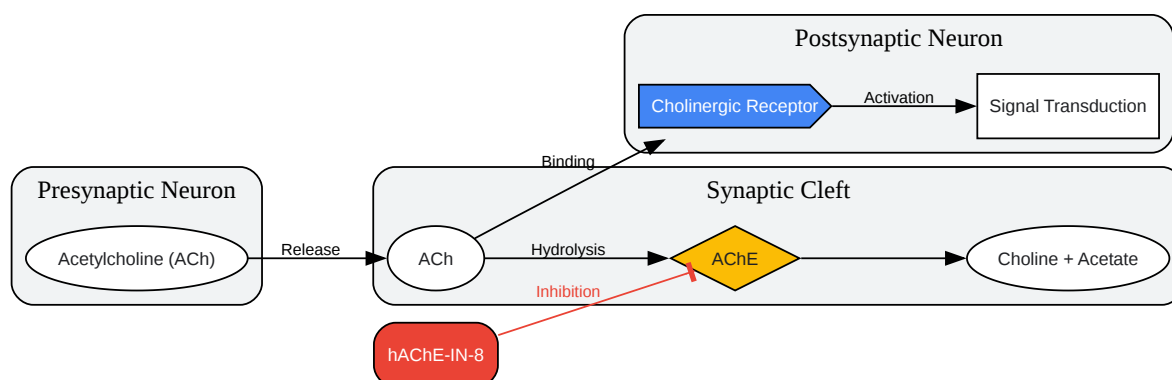 Postsynaptic Neuron
Cholinergic Receptor
Activation
Signal Transduction
Binding
Presynaptic Neuron
Synaptic Cleft
Acetylcholine (ACh)
Release
ACh
Hydrolysis
AChE
Choline + Acetate
Inhibition
hAChE-IN-8